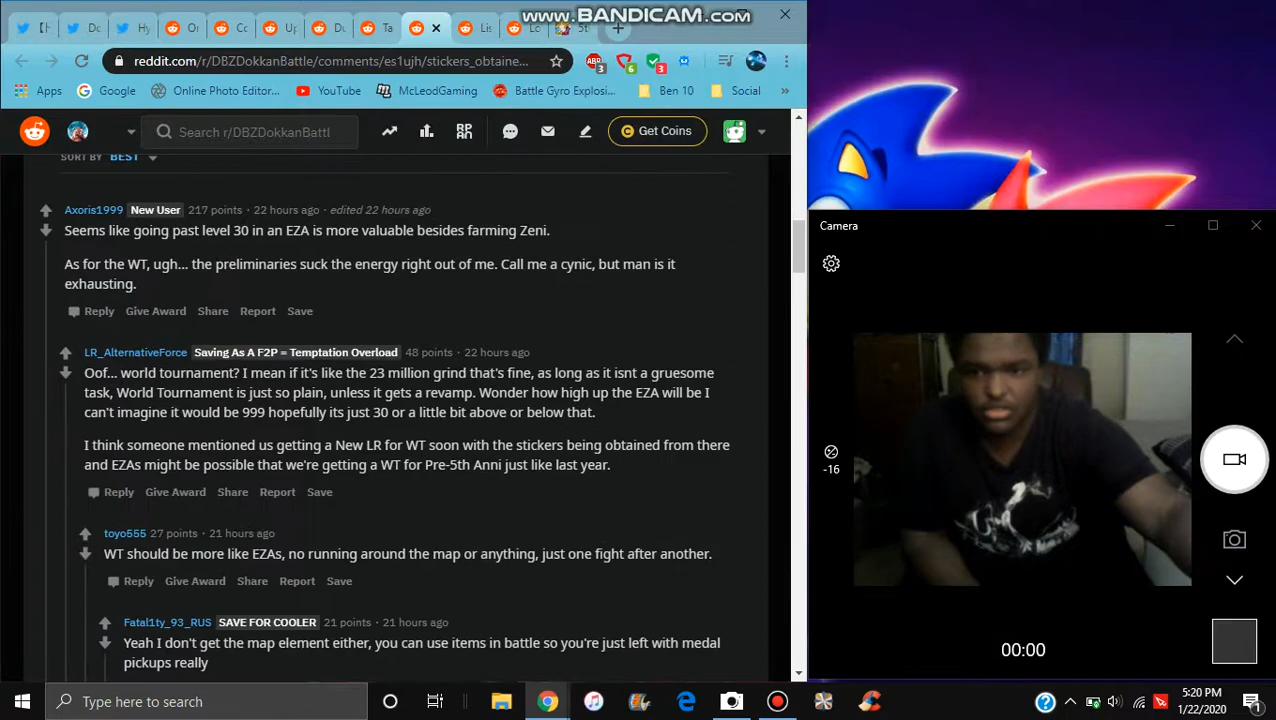 www.BANDICAM.com
Or
Co
Up
Du
Ta
Lis
Lo
reddit.com/r/DBZDokkanBattle/comments/es1ujh/stickers_obtaine...
3
6
3
Apps Google Online Photo Editor... YouTube McLeodGaming Battle Gyro Explosi... Ben 10 Social »
Search r/DBZDokkanBattl
Get Coins
SORT BY BEST
Axoris1999 New User 217 points · 22 hours ago · edited 22 hours ago
Seems like going past level 30 in an EZA is more valuable besides farming Zeni.
As for the WT, ugh... the preliminaries suck the energy right out of me. Call me a cynic, but man is it
exhausting.
Reply Give Award Share Report Save
LR_AlternativeForce Saving As A F2P = Temptation Overload 48 points · 22 hours ago
Oof... world tournament? I mean if it's like the 23 million grind that's fine, as long as it isnt a gruesome
task, World Tournament is just so plain, unless it gets a revamp. Wonder how high up the EZA will be I
can't imagine it would be 999 hopefully its just 30 or a little bit above or below that.
I think someone mentioned us getting a New LR for WT soon with the stickers being obtained from there
and EZAs might be possible that we're getting a WT for Pre-5th Anni just like last year.
Reply Give Award Share Report Save
toyo555 27 points · 21 hours ago
WT should be more like EZAs, no running around the map or anything, just one fight after another.
Reply Give Award Share Report Save
Fatal1ty_93_RUS SAVE FOR COOLER 21 points · 21 hours ago
Yeah I don't get the map element either, you can use items in battle so you're just left with medal
pickups really
Camera
-16
00:00
Type here to search
5:20 PM
1/22/2020
1